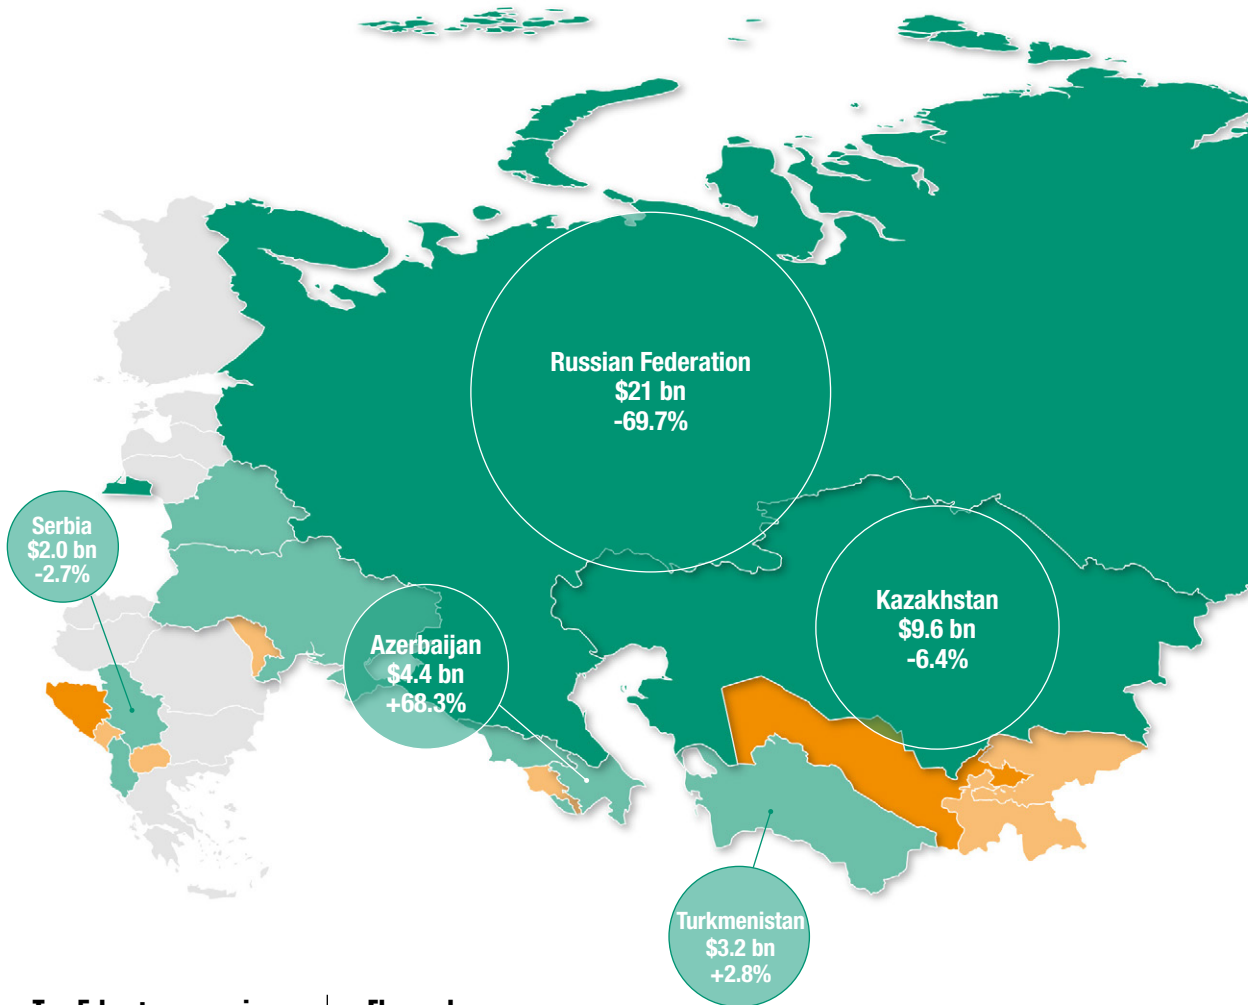 Russian Federation
$21 bn
-69.7%
Serbia
$2.0 bn
-2.7%
Kazakhstan
$9.6 bn
-6.4%
Azerbaijan
$4.4 bn
+68.3%
Turkmenistan
$3.2 bn
+2.8%